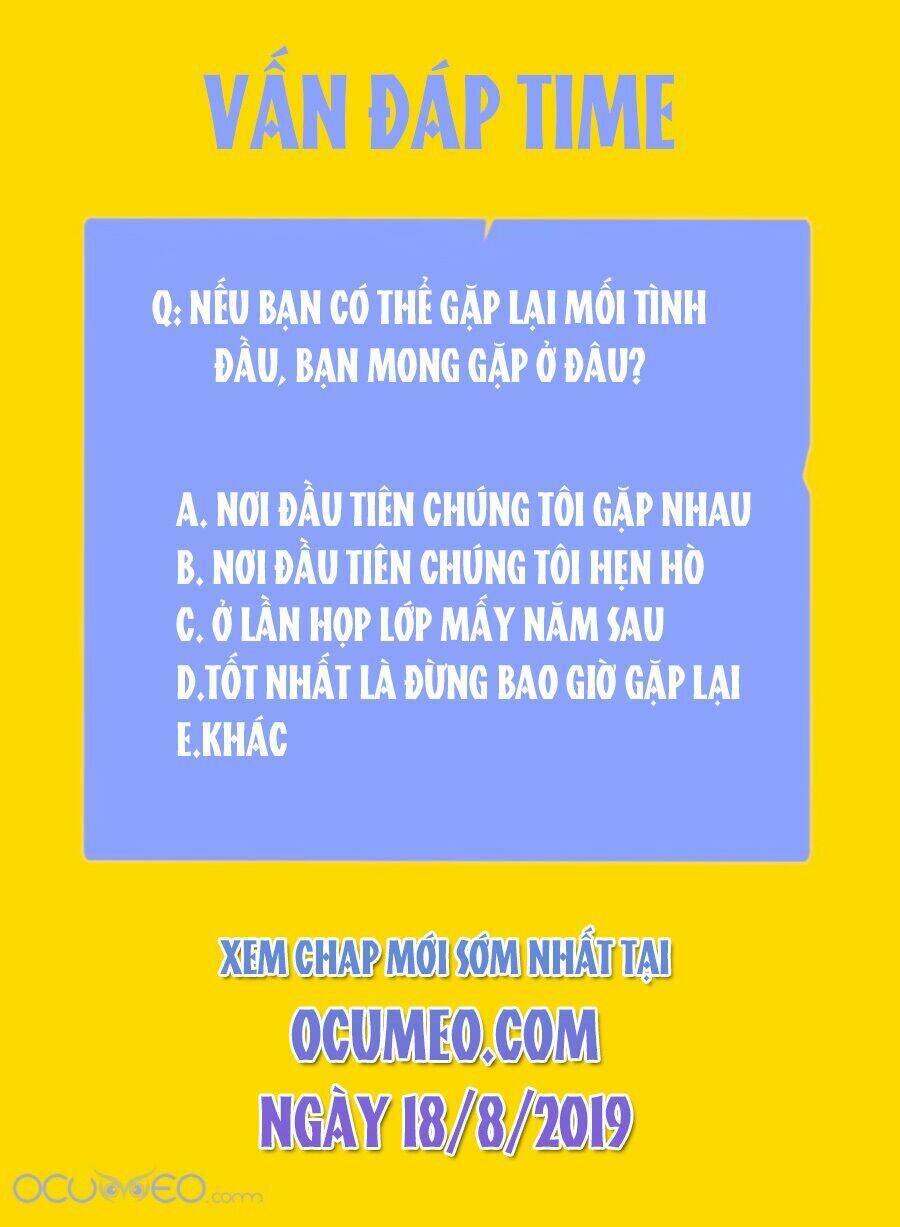 VẤN ĐÁP TIME
Q: NẾU BẠN CÓ THỂ GẶP LẠI MỐI TÌNH
ĐẦU, BẠN MONG GẶP Ở ĐÂU?
A. NƠI ĐẦU TIÊN CHÚNG TÔI GẶP NHAU
B. NƠI ĐẦU TIÊN CHÚNG TÔI HẸN HÒ
C. Ở LẦN HỌP LỚP MẤY NĂM SAU
D.TỐT NHẤT LÀ ĐỪNG BAO GIỜ GẶP LẠI
E.KHÁC
XEM CHAP MỚI SỚM NHẤT TẠI
OCUMEO.COM
NGÀY 18/8/2019
OCUMEO.com